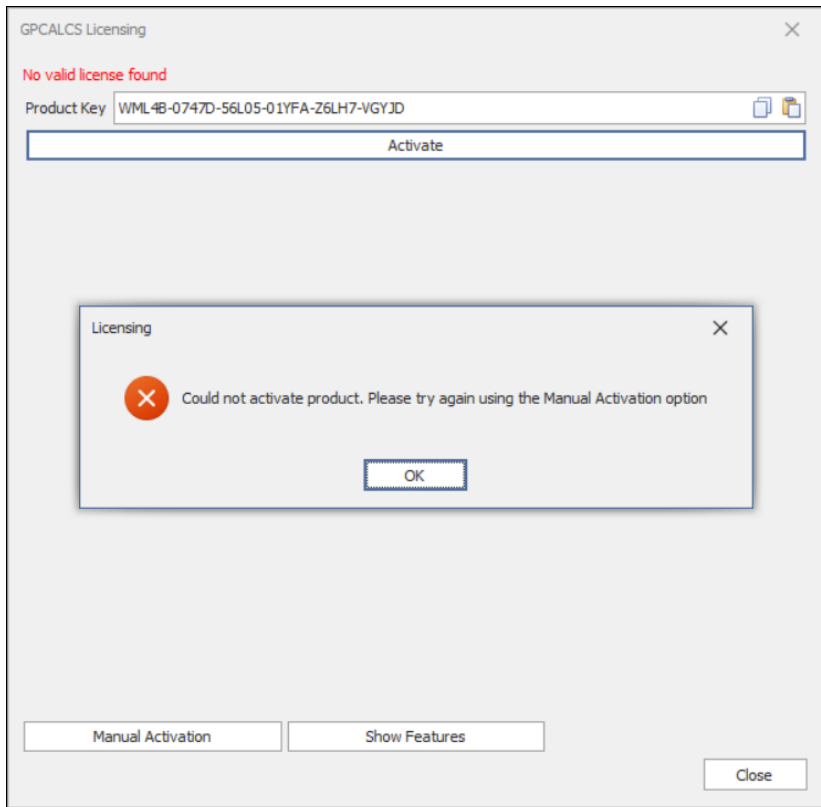 GPCALCS Licensing
No valid license found
Product Key WML4B-0747D-56L05-01YFA-Z6LH7-VGYJD
Activate
Licensing
Could not activate product. Please try again using the Manual Activation option
OK
Manual Activation Show Features
Close